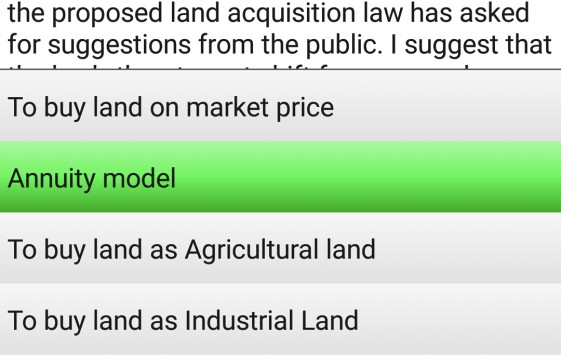 the proposed land acquisition law has asked
for suggestions from the public. I suggest that
To buy land on market price
Annuity model
To buy land as Agricultural land
To buy land as Industrial Land